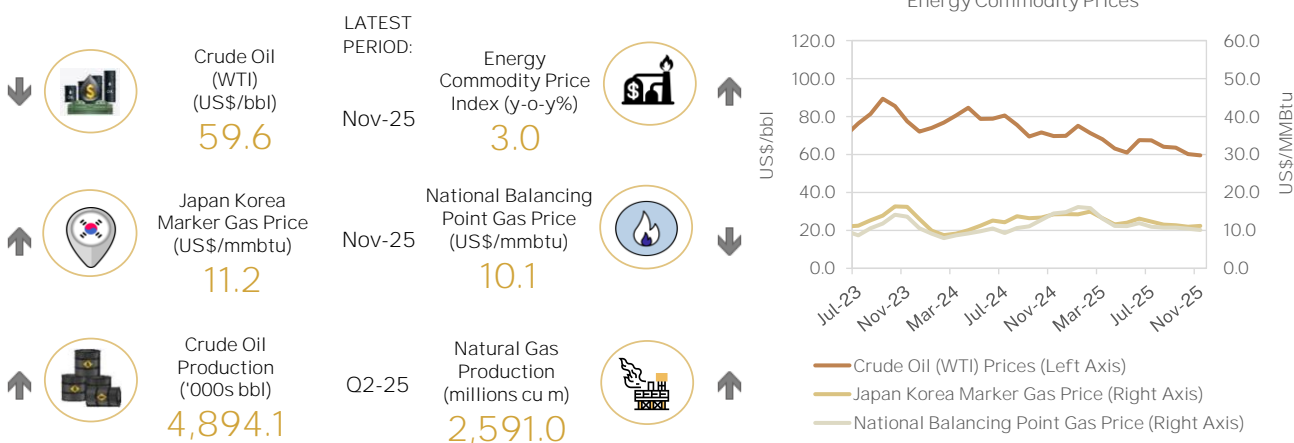 Crude Oil
(WTI)
(US$/bbl)
59.6
LATEST
PERIOD:
Nov-25
Energy
Commodity Price
Index (y-o-y%)
3.0
Japan Korea
Marker Gas Price
(US$/mmbtu)
11.2
Nov-25
National Balancing
Point Gas Price
(US$/mmbtu)
10.1
Crude Oil
Production
('000s bbl)
4,894.1
Q2-25
Natural Gas
Production
(millions cu m)
2,591.0
Energy Commodity Prices
120.0
100.0
80.0
60.0
40.0
20.0
0.0
US$/bbl
60.0
50.0
40.0
30.0
20.0
10.0
0.0
US$/MMBtu
Jul-23
Nov-23
Mar-24
Jul-24
Nov-24
Mar-25
Jul-25
Nov-25
Crude Oil (WTI) Prices (Left Axis)
Japan Korea Marker Gas Price (Right Axis)
National Balancing Point Gas Price (Right Axis)